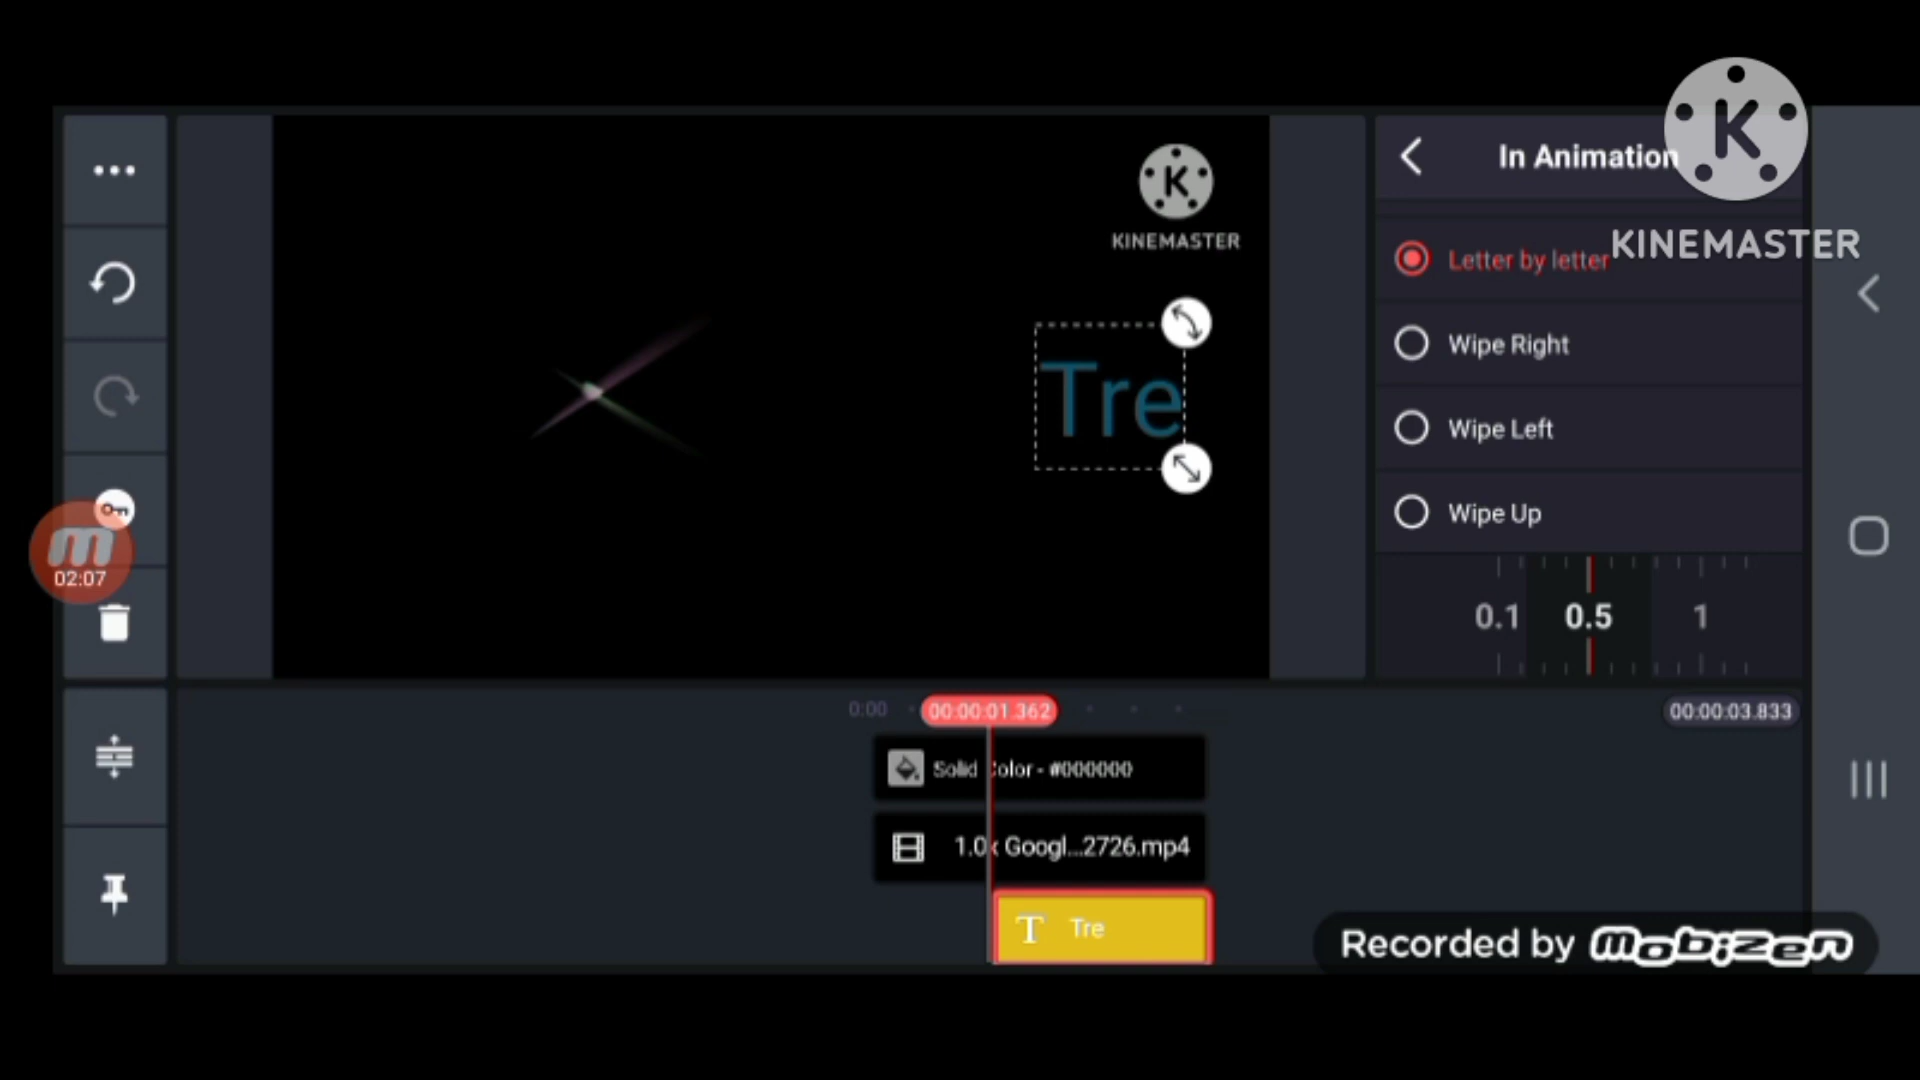 In Animation
K
KINEMASTER
K
KINEMASTER
Letter by letter
Wipe Right
Tre
Wipe Left
Wipe Up
m
02:07
0.1 0.5 1
0:00 00:00:01.362 00:00:03.833
Solid Color - #000000
1.0x Googl...2726.mp4
T Tre
Recorded by mobizen